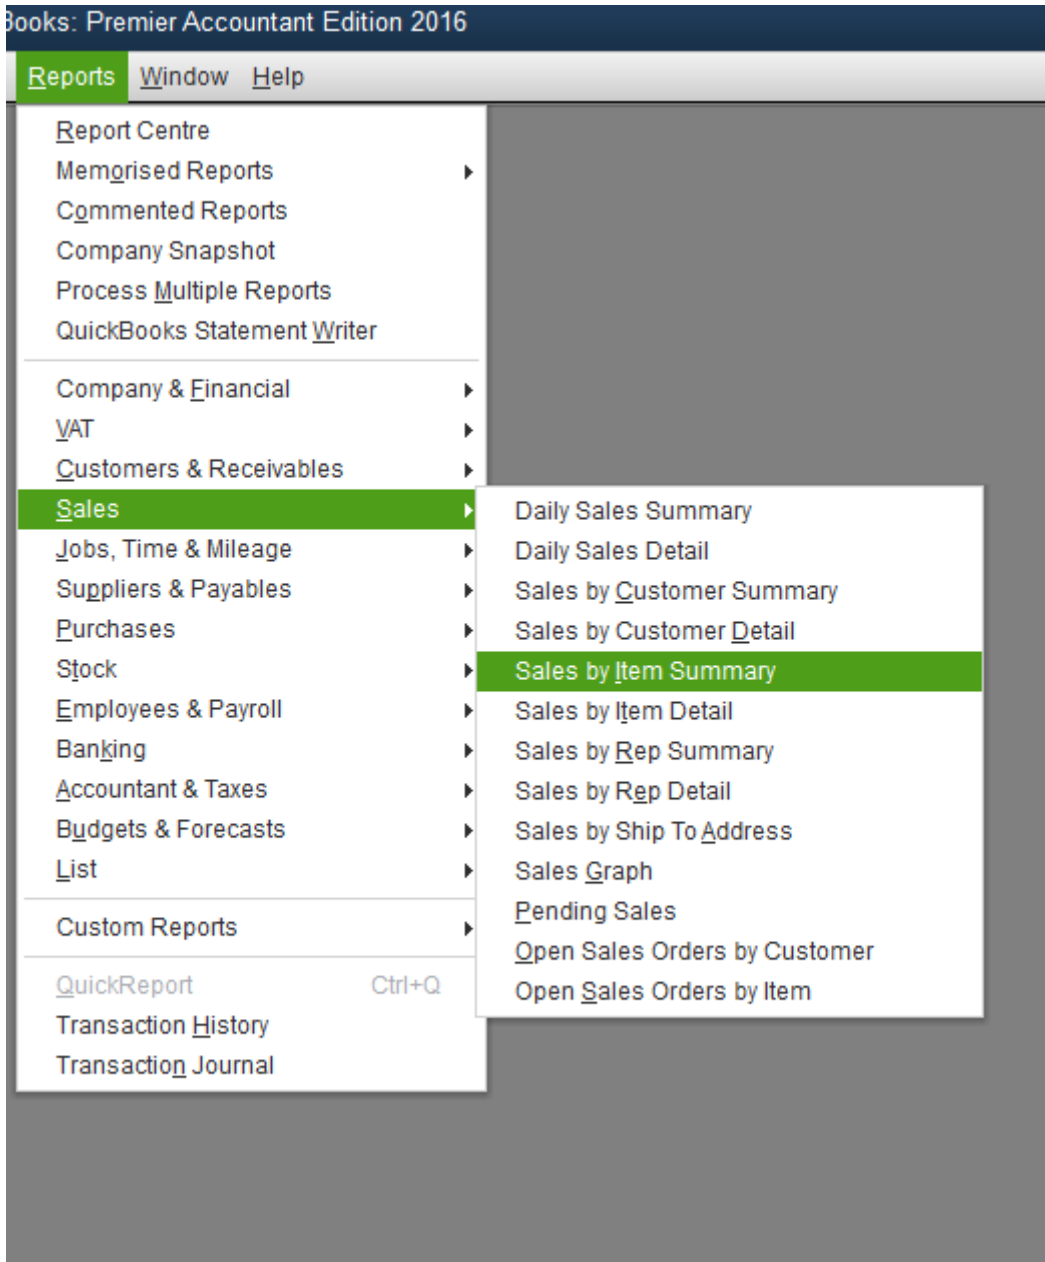 Books: Premier Accountant Edition 2016
Reports Window Help
Report Centre
Memorised Reports
Commented Reports
Company Snapshot
Process Multiple Reports
QuickBooks Statement Writer
Company & Financial
VAT
Customers & Receivables
Sales
Jobs, Time & Mileage
Suppliers & Payables
Purchases
Stock
Employees & Payroll
Banking
Accountant & Taxes
Budgets & Forecasts
List
Custom Reports
QuickReport Ctrl+Q
Transaction History
Transaction Journal
Daily Sales Summary
Daily Sales Detail
Sales by Customer Summary
Sales by Customer Detail
Sales by Item Summary
Sales by Item Detail
Sales by Rep Summary
Sales by Rep Detail
Sales by Ship To Address
Sales Graph
Pending Sales
Open Sales Orders by Customer
Open Sales Orders by Item